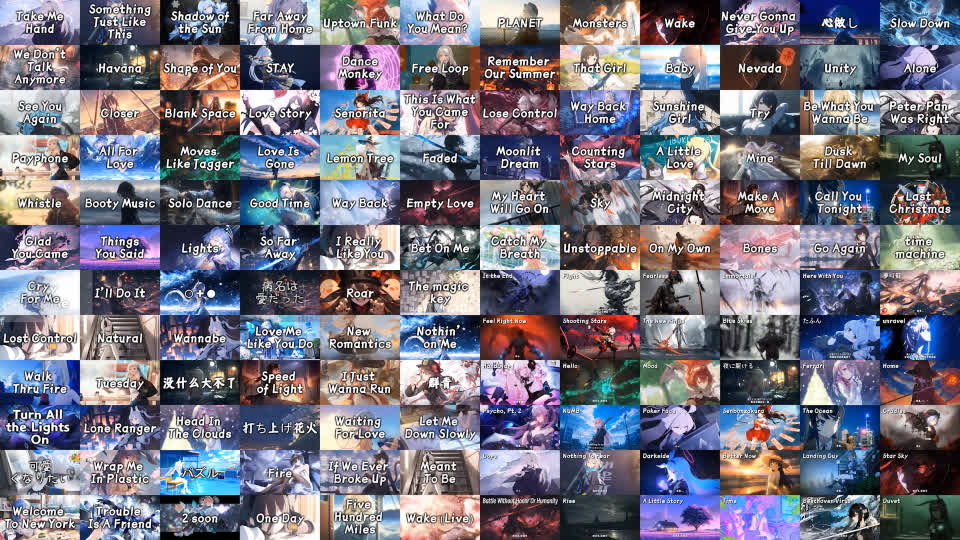 Take Me
Hand
Something
Just Like
This
Shadow of
the Sun
Far Away
From Home
Uptown Funk
What Do
You Mean?
PLANET
Monsters
Wake
Never Gonna
Give You Up
心做し
Slow Down
We Don't
Talk
Anymore
Havana
Shape of You
STAY
Dance
Monkey
Free Loop
Remember
Our Summer
That Girl
Baby
Nevada
Unity
Alone
See You
Again
Closer
Blank Space
Love Story
Señorita
This Is What
You Came
For
Lose Control
Way Back
Home
Sunshine
Girl
Try
Be What You
Wanna Be
Peter Pan
Was Right
Payphone
All For
Love
Moves
Like Jagger
Love Is
Gone
Lemon Tree
Faded
Moonlit
Dream
Counting
Stars
A Little
Love
Mine
Dusk
Till Dawn
My Soul
Whistle
Booty Music
Solo Dance
Good Time
Way Back
Empty Love
My Heart
Will Go On
Sky
Midnight
City
Make A
Move
Call You
Tonight
Last
Christmas
Glad
You Came
Things
You Said
Lights
So Far
Away
I Really
Like You
Bet On Me
Catch My
Breath
Unstoppable
On My Own
Bones
Go Again
time
machine
Cry
For Me
I'll Do It
○+●
病名は
愛だった
Roar
The magic
key
In the End
Fight
Fearless
Immortals
Here With You
夢灯籠
Lost Control
Natural
Wannabe
Love Me
Like You Do
New
Romantics
Nothin'
on Me
Feel Right Now
Shooting Stars
Blue Skies
たぶん
unravel
Walk
Thru Fire
Tuesday
没什么大不了
Speed
of Light
I Just
Wanna Run
群青
Hello
Mood
夜に駆ける
Ferrari
Home
Turn All
the Lights
On
Lone Ranger
Head In
The Clouds
打ち上げ花火
Waiting
For Love
Let Me
Down Slowly
Psycho, Pt. 2
Numb
Poker Face
Senbonzakura
The Ocean
Cradles
可愛
くなりたい
Wrap Me
In Plastic
パズル
Fire
If We Ever
Broke Up
Meant
To Be
Nothing To Fear
Darkside
Better Now
Landing Guy
Star Sky
Welcome
To New York
Trouble
Is A Friend
2 soon
One Day
Five
Hundred
Miles
Wake (Live)
Battle Without Honor Or Humanity
Rise
A Little Story
Time
Beethoven Virus
Duvet